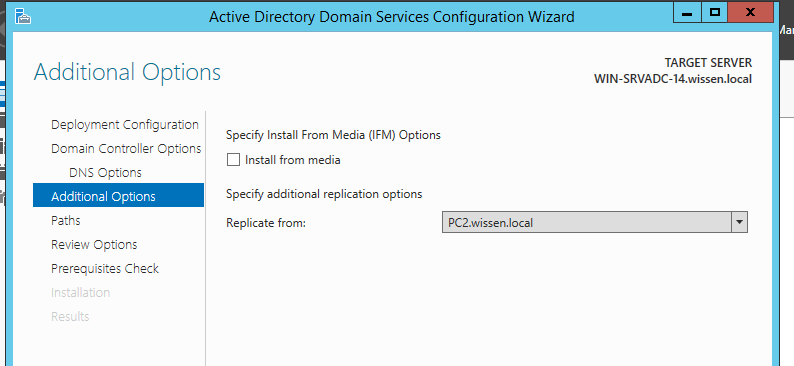 Active Directory Domain Services Configuration Wizard
Additional Options
TARGET SERVER
WIN-SRVADC-14.wissen.local
Deployment Configuration
Domain Controller Options
DNS Options
Additional Options
Paths
Review Options
Prerequisites Check
Installation
Results
Specify Install From Media (IFM) Options
Install from media
Specify additional replication options
Replicate from:
PC2.wissen.local